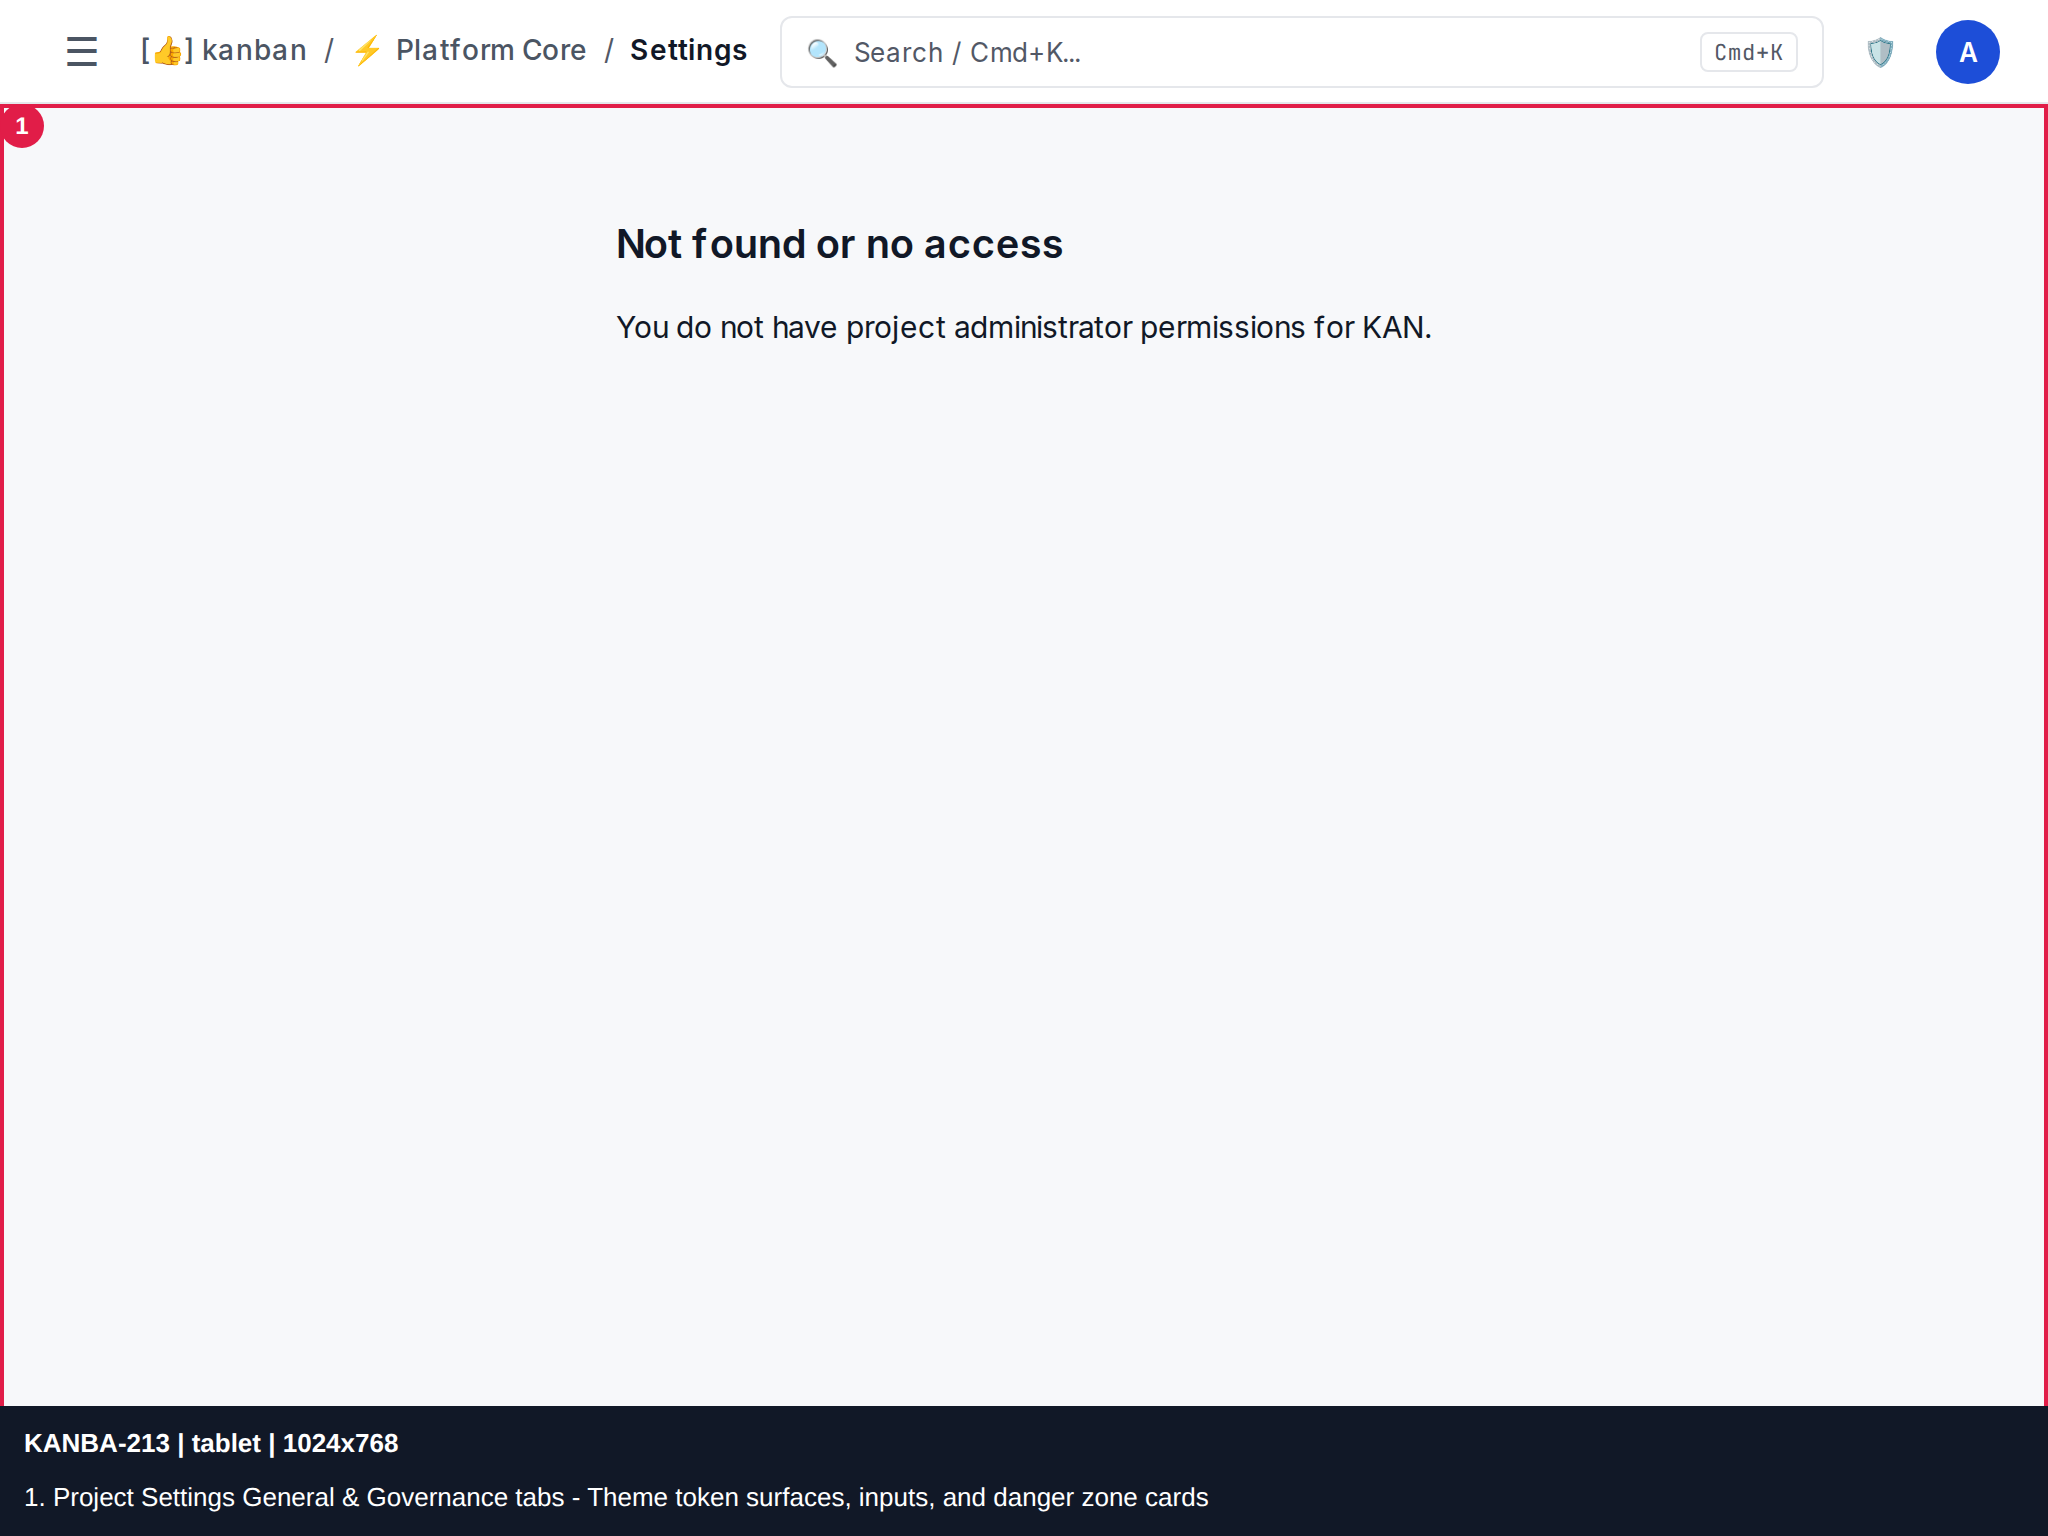 [👍] kanban / ⚡ Platform Core / Settings
🔍 Search / Cmd+K...
Cmd+K
A
1
Not found or no access
You do not have project administrator permissions for KAN.
KANBA-213 | tablet | 1024x768
1. Project Settings General & Governance tabs - Theme token surfaces, inputs, and danger zone cards